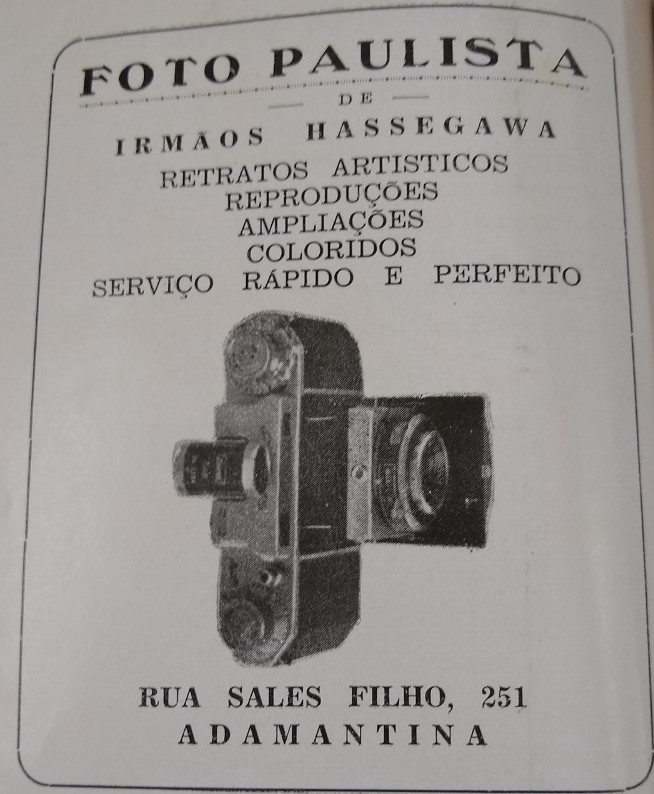 FOTO PAULISTA
DE
IRMÃOS HASSEGAWA
RETRATOS ARTISTICOS
REPRODUÇÕES
AMPLIAÇÕES
COLORIDOS
SERVIÇO RÁPIDO E PERFEITO
RUA SALES FILHO, 251
ADAMANTINA